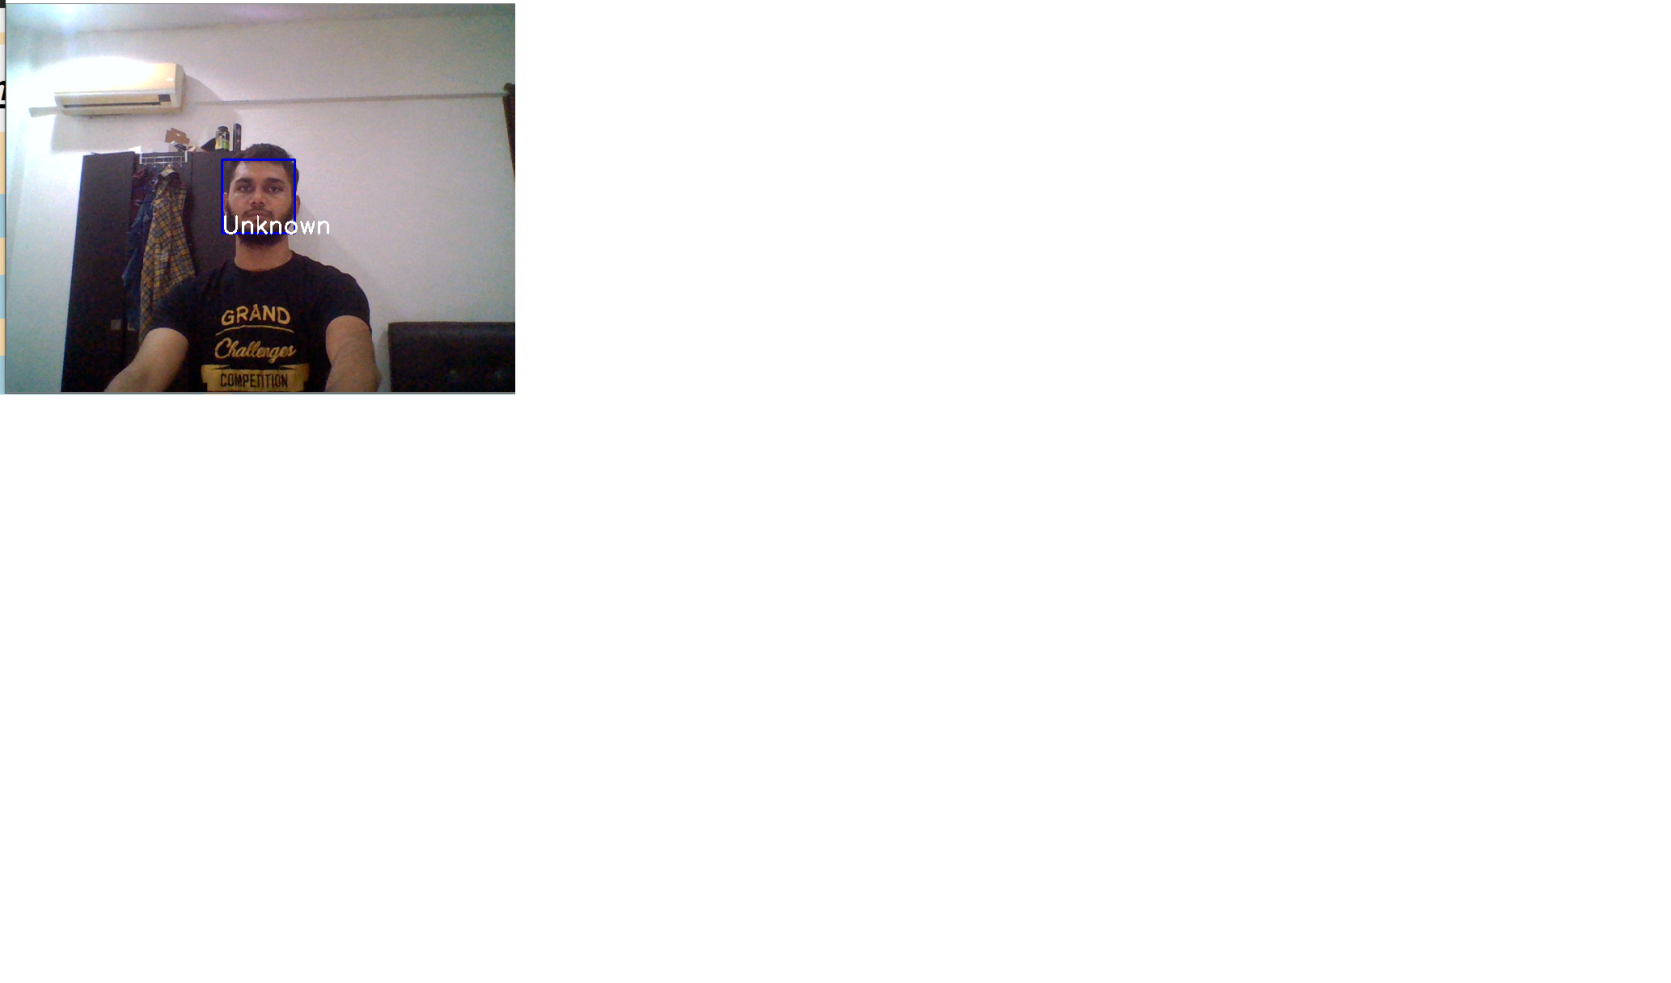 Unknown
GRAND
Challenges
COMPETITION